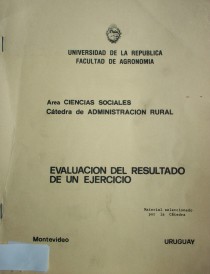 UNIVERSIDAD DE LA REPUBLICA
FACULTAD DE AGRONOMIA
Area CIENCIAS SOCIALES
Cátedra de ADMINISTRACION RURAL
EVALUACION DEL RESULTADO
DE UN EJERCICIO
Material seleccionado
por la Cátedra
Montevideo URUGUAY